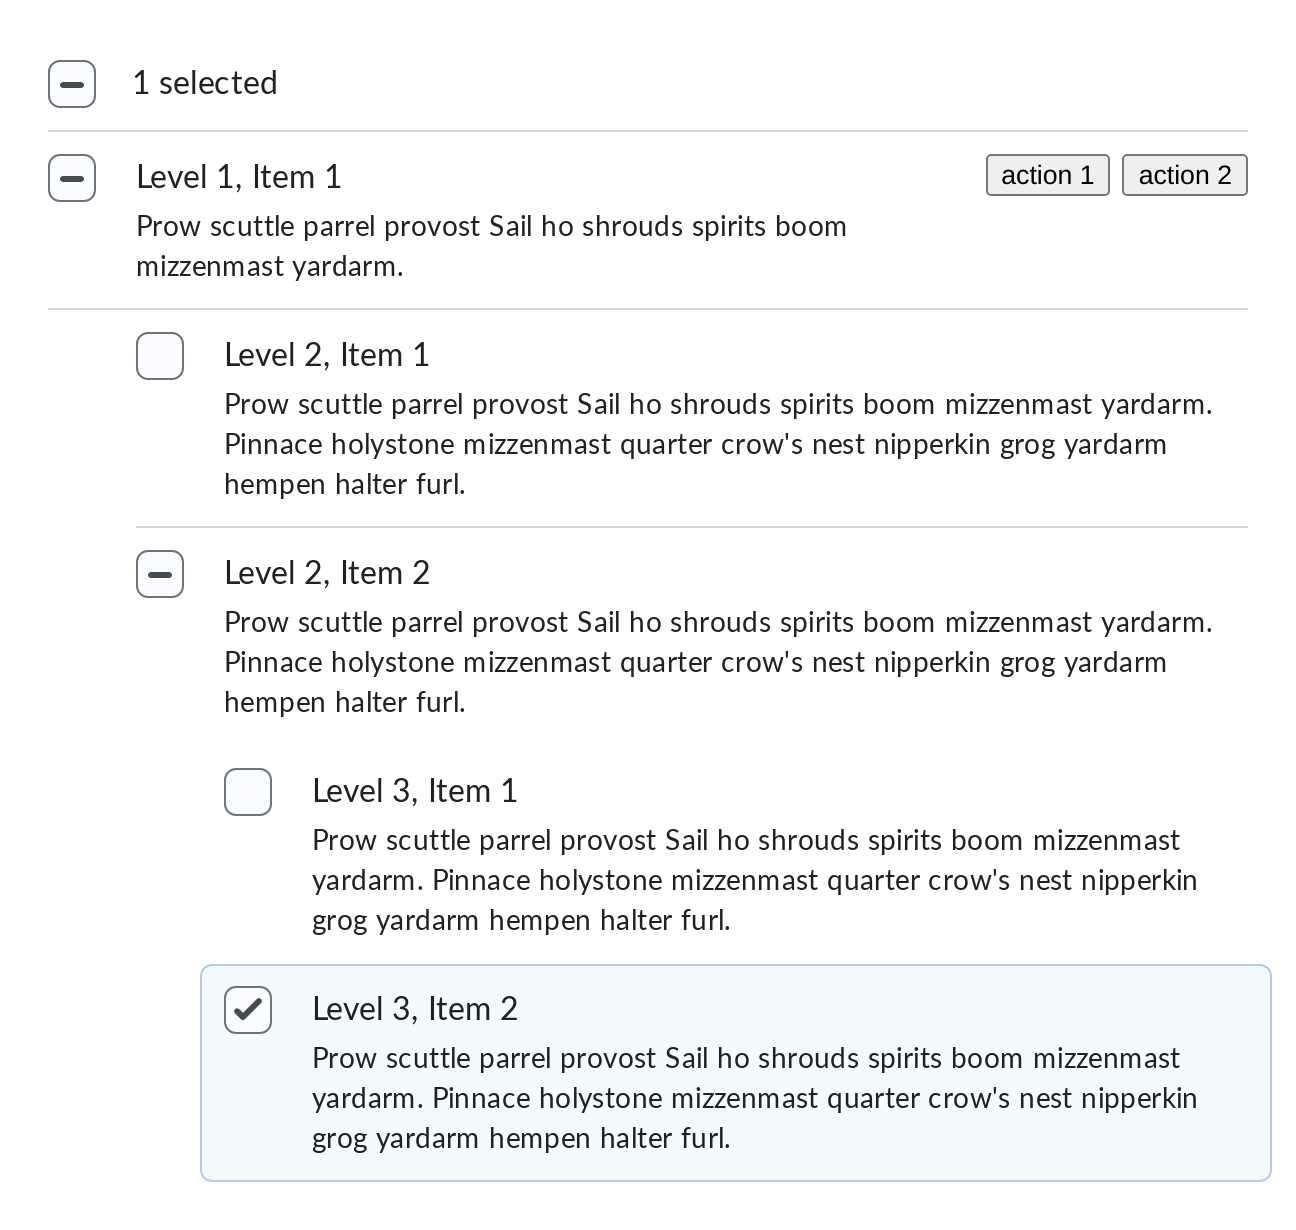 1 selected
Level 1, Item 1
action 1
action 2
Prow scuttle parrel provost Sail ho shrouds spirits boom
mizzenmast yardarm.
Level 2, Item 1
Prow scuttle parrel provost Sail ho shrouds spirits boom mizzenmast yardarm.
Pinnace holystone mizzenmast quarter crow's nest nipperkin grog yardarm
hempen halter furl.
Level 2, Item 2
Prow scuttle parrel provost Sail ho shrouds spirits boom mizzenmast yardarm.
Pinnace holystone mizzenmast quarter crow's nest nipperkin grog yardarm
hempen halter furl.
Level 3, Item 1
Prow scuttle parrel provost Sail ho shrouds spirits boom mizzenmast
yardarm. Pinnace holystone mizzenmast quarter crow's nest nipperkin
grog yardarm hempen halter furl.
Level 3, Item 2
Prow scuttle parrel provost Sail ho shrouds spirits boom mizzenmast
yardarm. Pinnace holystone mizzenmast quarter crow's nest nipperkin
grog yardarm hempen halter furl.